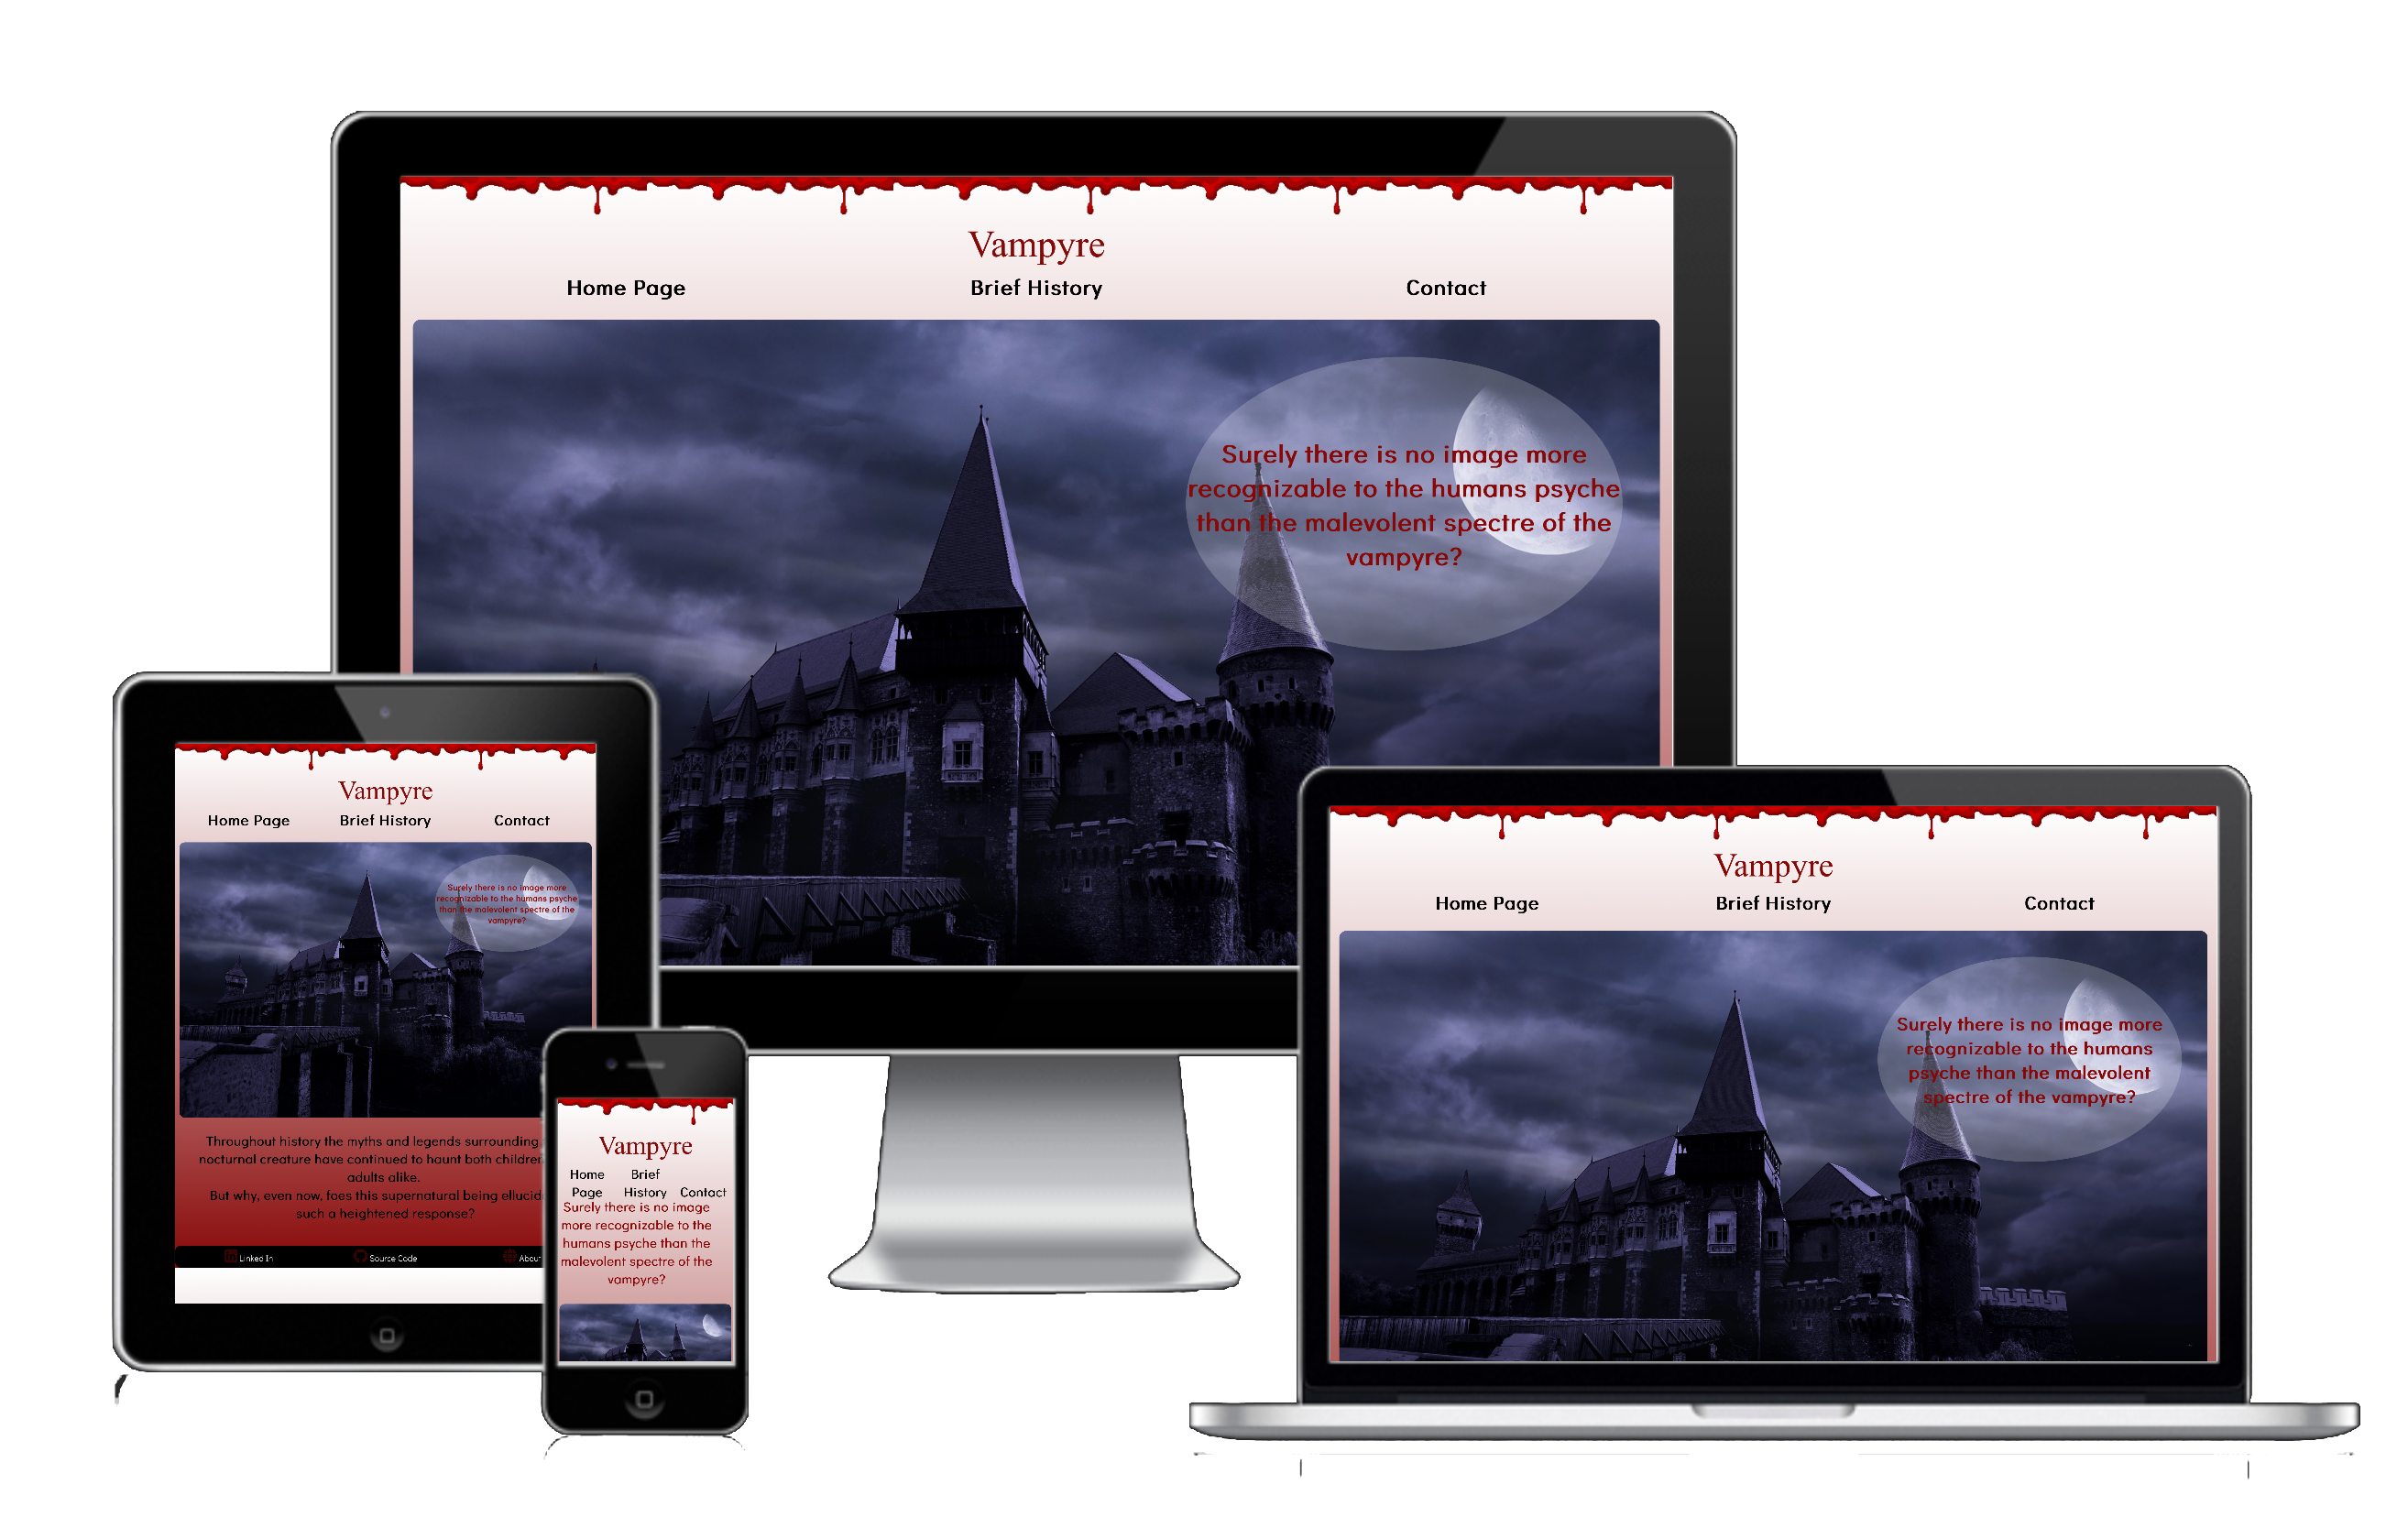 Vampyre
Home Page Brief History Contact
Surely there is no image more
recognizable to the humans psyche
than the malevolent spectre of the
vampyre?
Vampyre
Home Page Brief History Contact
Surely there is no image more
recognizable to the humans psyche
than the malevolent spectre of the
vampyre?
Throughout history the myths and legends surrounding
nocturnal creature have continued to haunt both children
adults alike.
But why, even now, foes this supernatural being
such a heightened response?
Linked In Source Code About
Vampyre
Home Brief
Page History Contact
Surely there is no image
more recognizable to the
humans psyche than the
malevolent spectre of the
vampyre?
Vampyre
Home Page Brief History Contact
Surely there is no image more
recognizable to the humans
psyche than the malevolent
spectre of the vampyre?